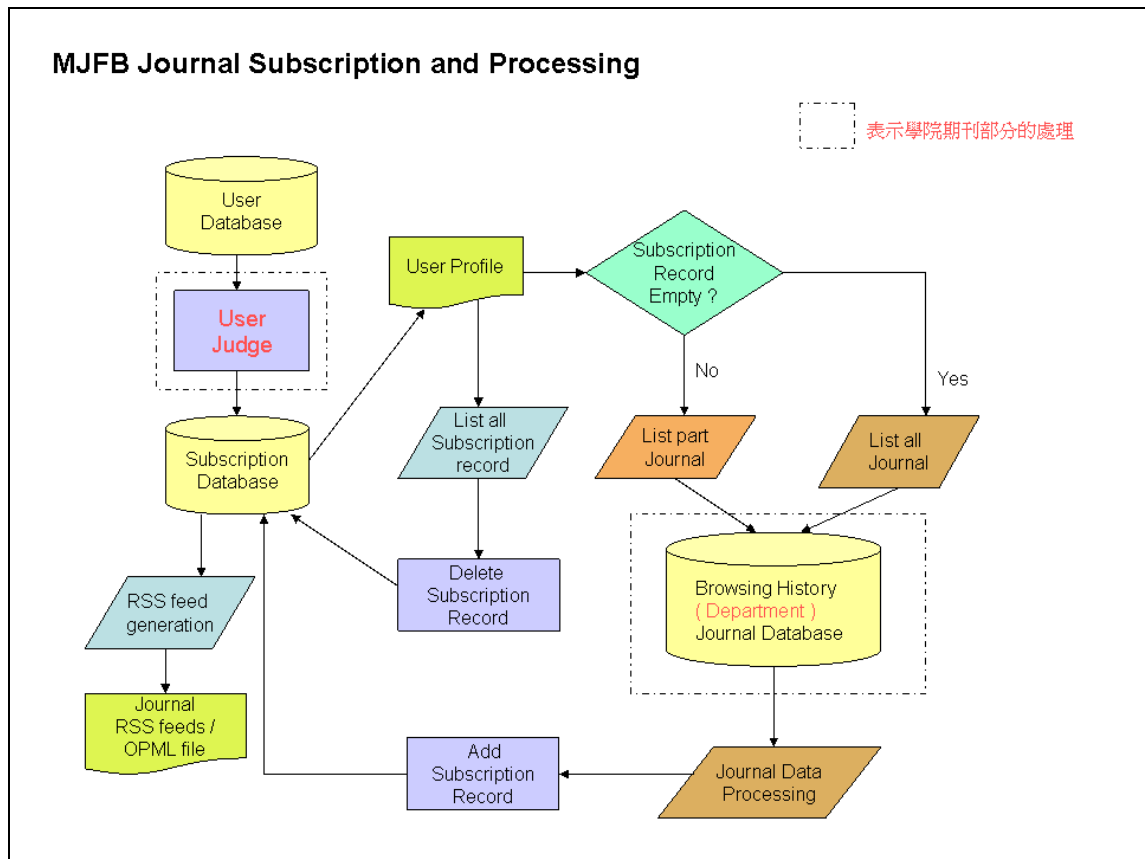 MJFB Journal Subscription and Processing
表示學院期刊部分的處理
User
Database
User
Judge
Subscription
Database
RSS feed
generation
Journal
RSS feeds /
OPML file
User Profile
List all
Subscription
record
Delete
Subscription
Record
Add
Subscription
Record
Subscription
Record
Empty ?
No
Yes
List part
Journal
List all
Journal
Browsing History
( Department )
Journal Database
Journal Data
Processing